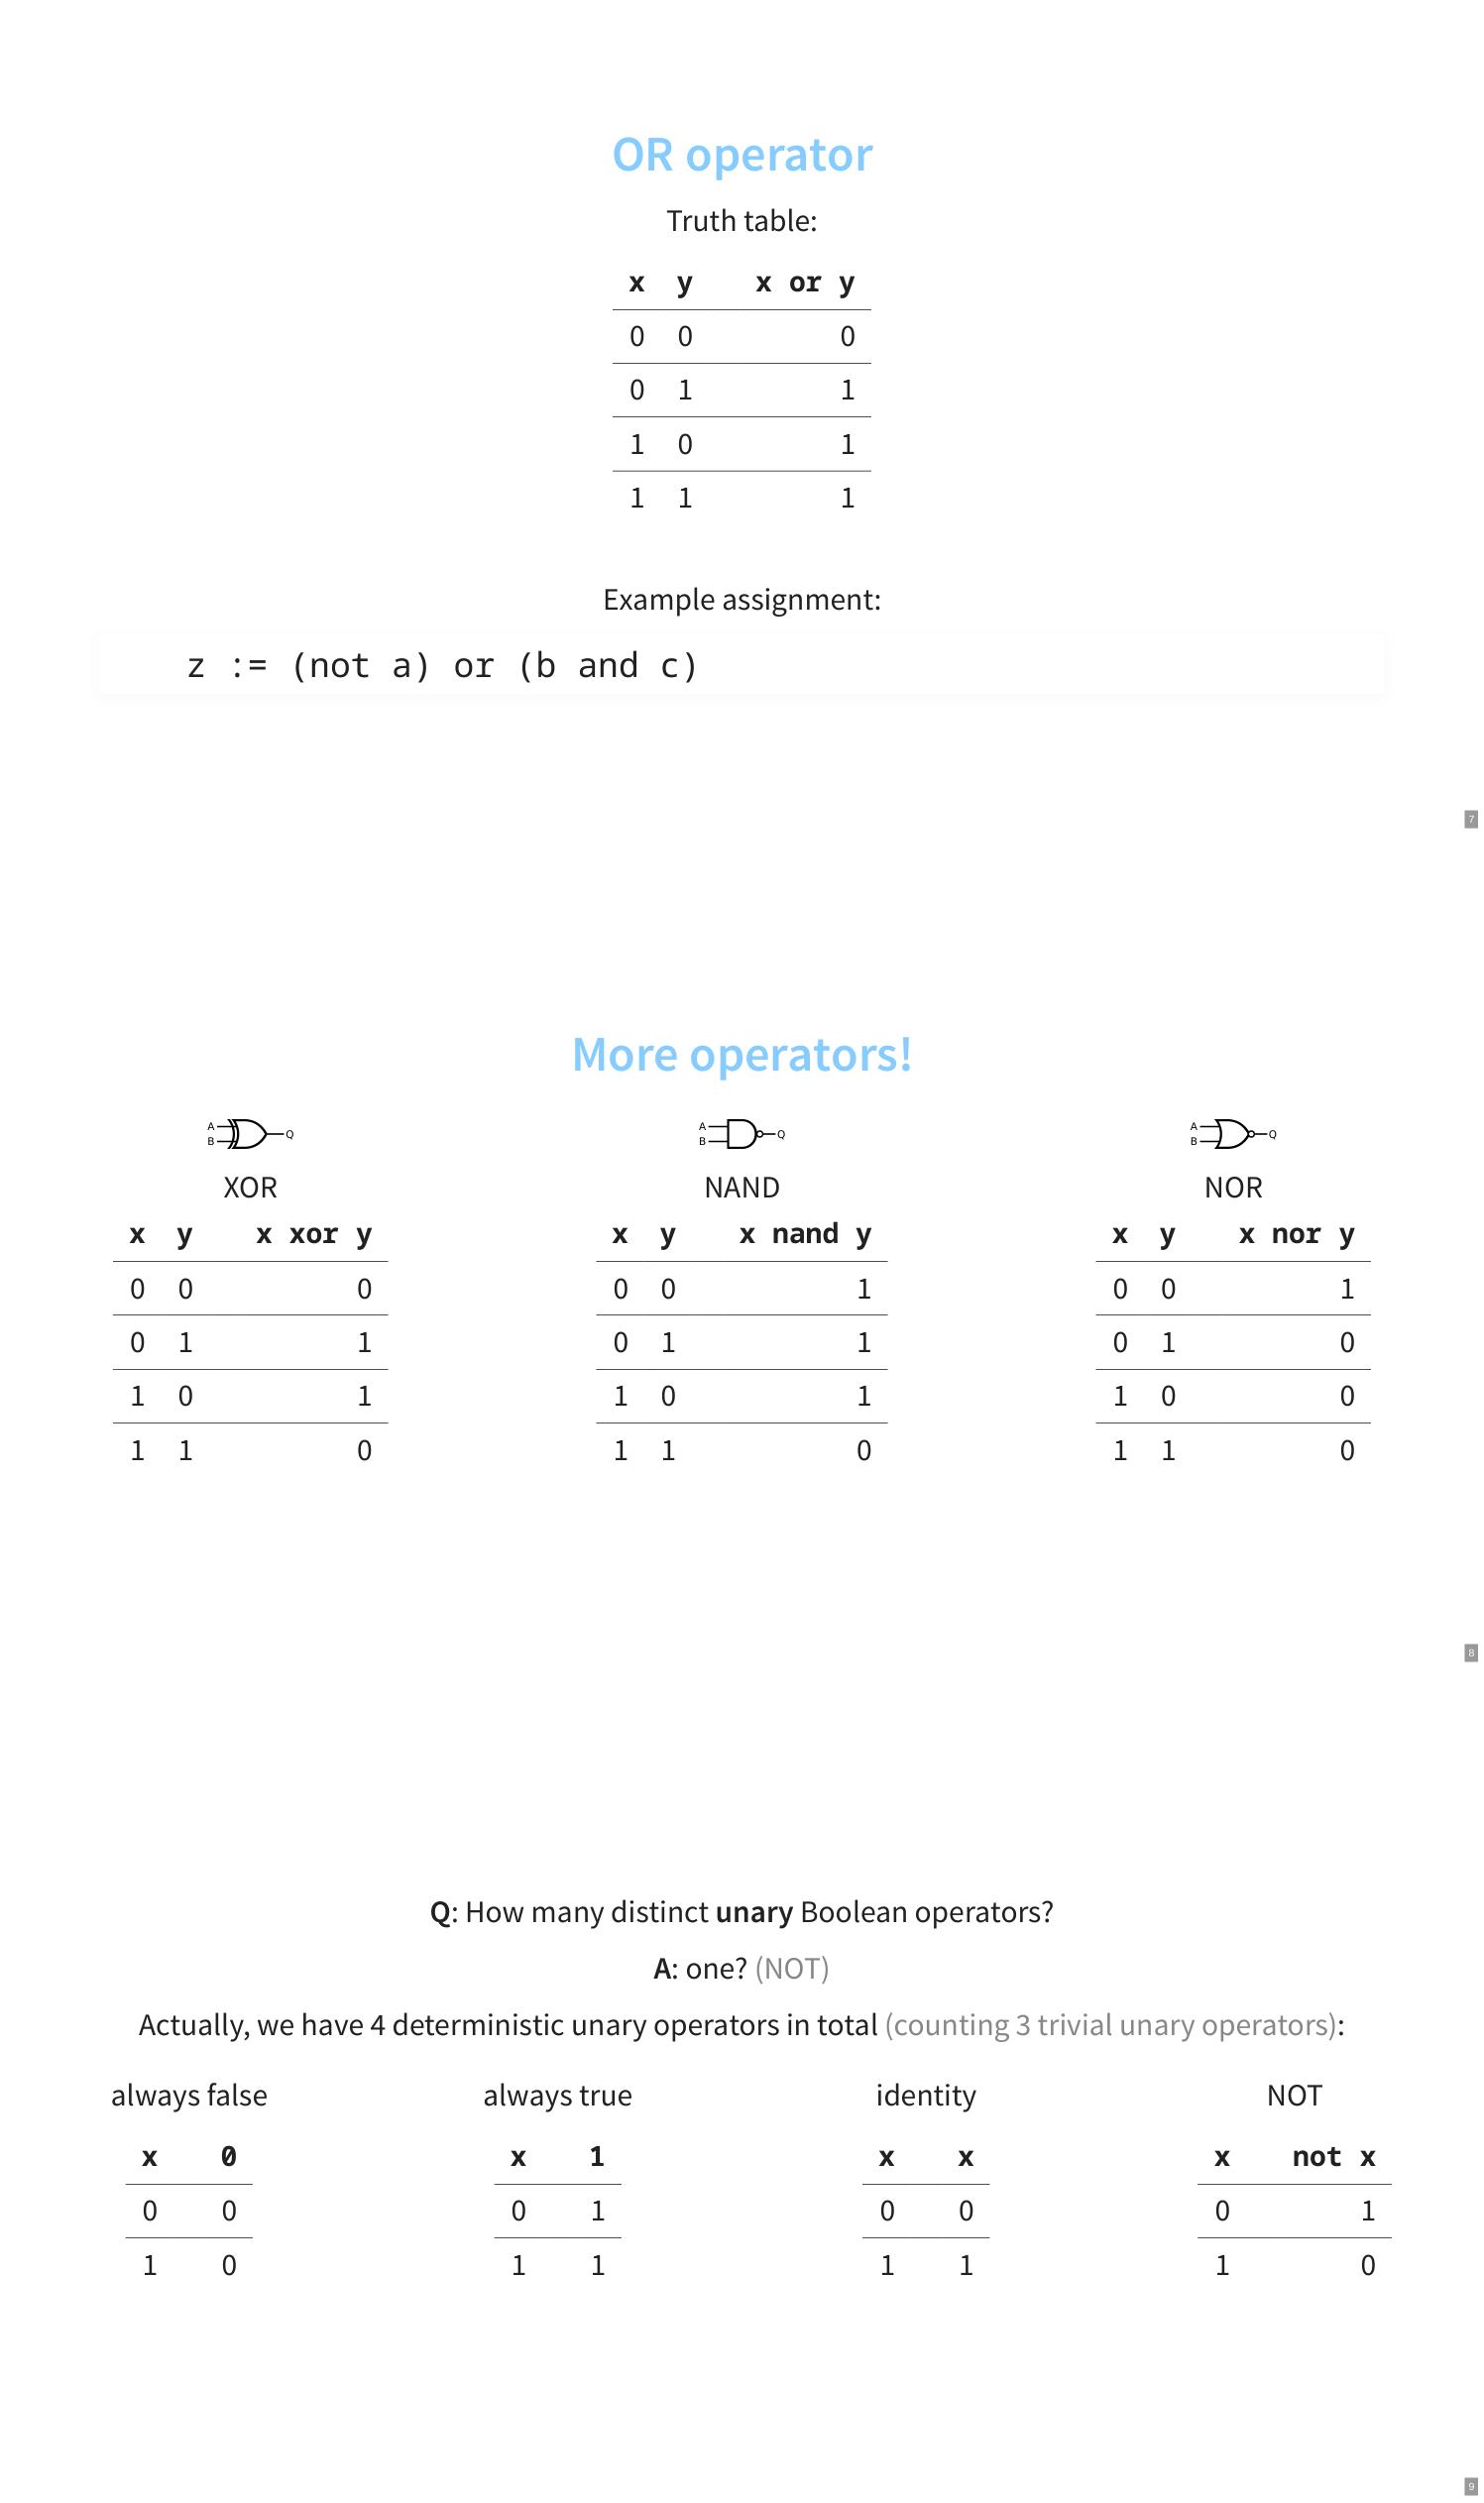 OR operator
Truth table:
x y x or y
0 0 0
0 1 1
1 0 1
1 1 1
Example assignment:
z := (not a) or (b and c)
7
More operators!
A B Q
XOR
x y x xor y
0 0 0
0 1 1
1 0 1
1 1 0
A B Q
NAND
x y x nand y
0 0 1
0 1 1
1 0 1
1 1 0
A B Q
NOR
x y x nor y
0 0 1
0 1 0
1 0 0
1 1 0
8
Q: How many distinct unary Boolean operators?
A: one? (NOT)
Actually, we have 4 deterministic unary operators in total (counting 3 trivial unary operators):
always false
x 0
0 0
1 0
always true
x 1
0 1
1 1
identity
x x
0 0
1 1
NOT
x not x
0 1
1 0
9